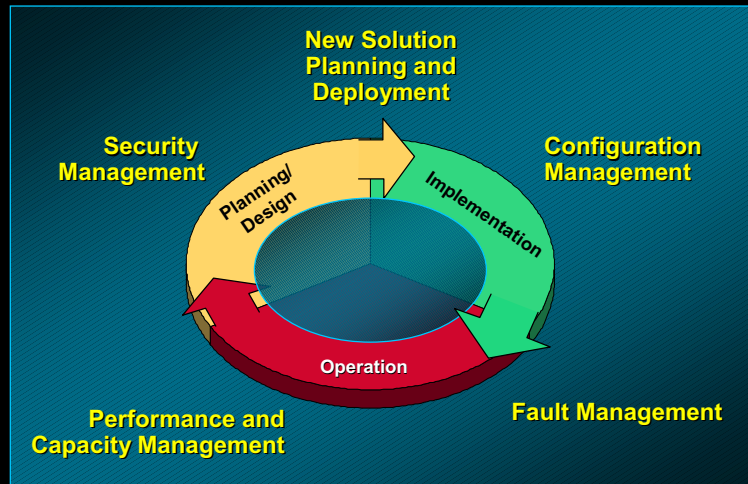 New Solution
Planning and
Deployment
Security
Management
Configuration
Management
Planning/
Design
Implementation
Operation
Performance and
Capacity Management
Fault Management